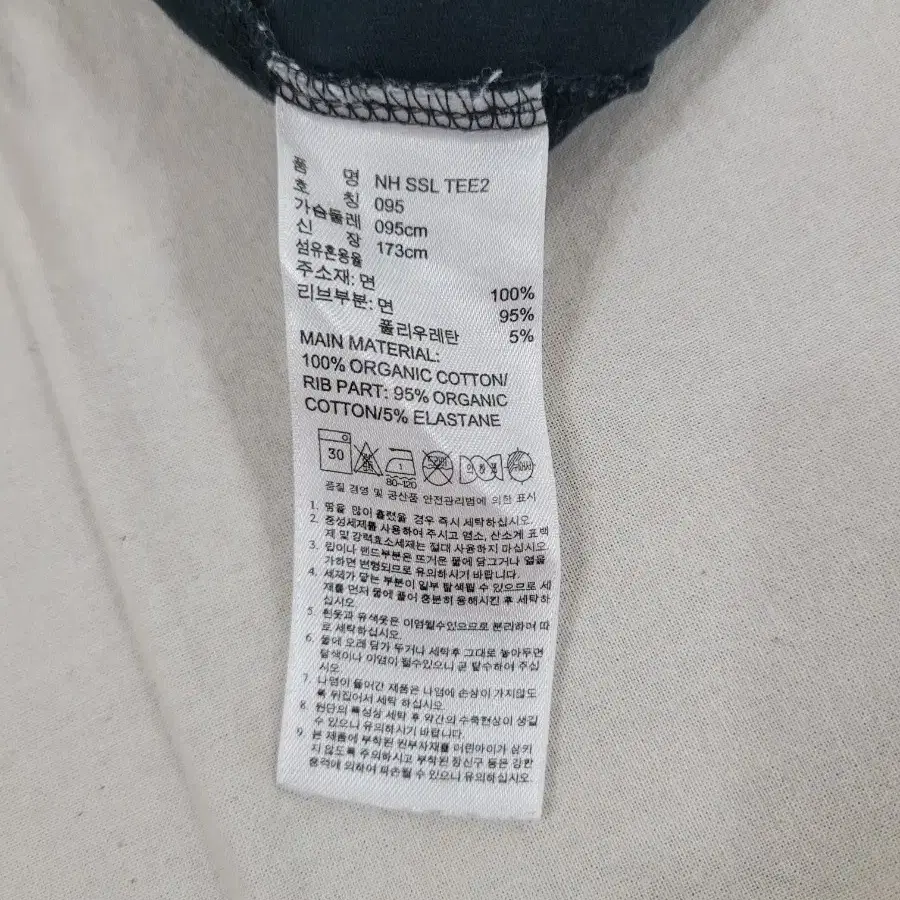 품 명 NH SSL TEE2
호 칭 095
가슴둘레 095cm
신 장 173cm
섬유혼용율
주소재: 면 100%
리브부분: 면 95%
폴리우레탄 5%
MAIN MATERIAL:
100% ORGANIC COTTON/
RIB PART: 95% ORGANIC
COTTON/5% ELASTANE
30
80-120
품질 경영 및 공산품 안전관리법에 의한 표시
1. 땀을 많이 흘렸을 경우 즉시 세탁하십시오.
2. 중성세제를 사용하여 주시고 염소, 산소계 표백
제 및 강력효소세제는 절대 사용하지 마십시오.
3. 립이나 밴드부분은 뜨거운 물에 담그거나 열을
가하면 변형되므로 유의하시기 바랍니다.
4. 세제가 닿는 부분이 일부 탈색될 수 있으므로 세
제를 먼저 물에 풀어 충분히 용해시킨 후 세탁하
십시오.
5. 흰옷과 유색옷은 이염될수있으므로 분리하여 따
로 세탁하십시오.
6. 물에 오래 담가 두거나 세탁후 그대로 놓아두면
탈색이나 이염이 될수있으니 곧 탈수하여 주십
시오.
7. 나염이 들어간 제품은 나염에 손상이 가지않도
록 뒤집어서 세탁 하십시오.
8. 원단의 특성상 세탁 후 약간의 수축현상이 생길
수 있으니 유의하시기 바랍니다.
9. 본 제품에 부착된 원부자재를 어린아이가 삼키
지 않도록 주의하시고 부착된 장신구 등은 강한
충격에 의하여 파손될 수 있으니 유의하십시오.